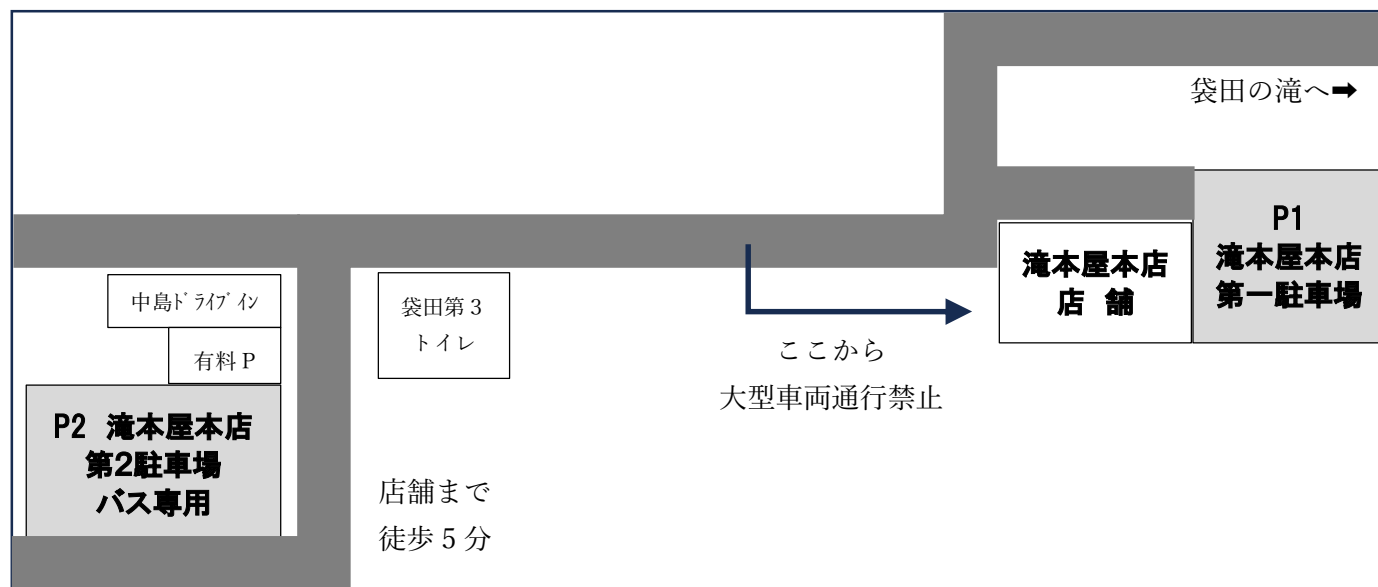 袋田の滝へ➡
P1
滝本屋本店
第一駐車場
滝本屋本店
店 舗
中島ﾄﾞﾗｲﾌﾞｲﾝ
有料P
袋田第3
トイレ
ここから
大型車両通行禁止
P2 滝本屋本店
第2駐車場
バス専用
店舗まで
徒歩5分